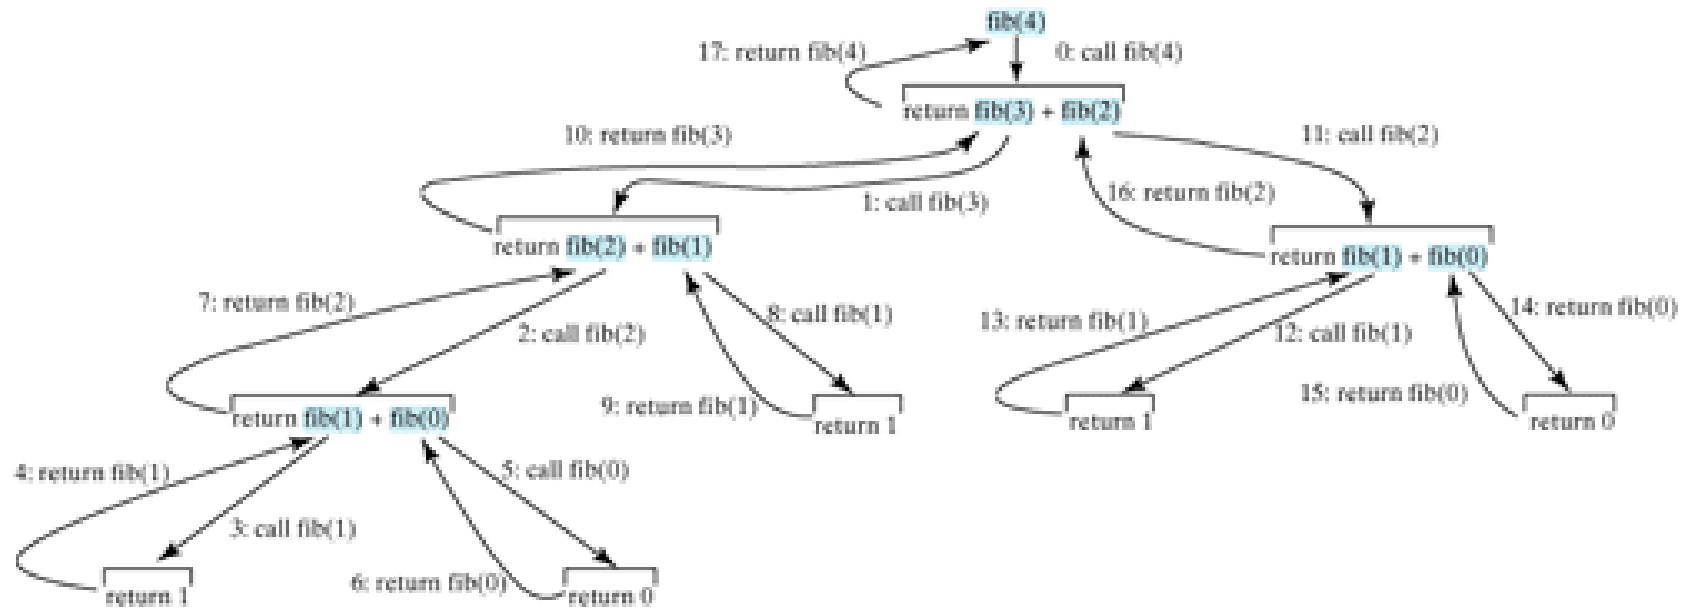 fib(4)
17: return fib(4)
0: call fib(4)
return fib(3) + fib(2)
10: return fib(3)
11: call fib(2)
1: call fib(3)
16: return fib(2)
return fib(2) + fib(1)
return fib(1) + fib(0)
7: return fib(2)
2: call fib(2)
8: call fib(1)
13: return fib(1)
12: call fib(1)
14: return fib(0)
9: return fib(1)
15: return fib(0)
return fib(1) + fib(0)
return 1
return 1
return 0
4: return fib(1)
5: call fib(0)
3: call fib(1)
6: return fib(0)
return 1
return 0